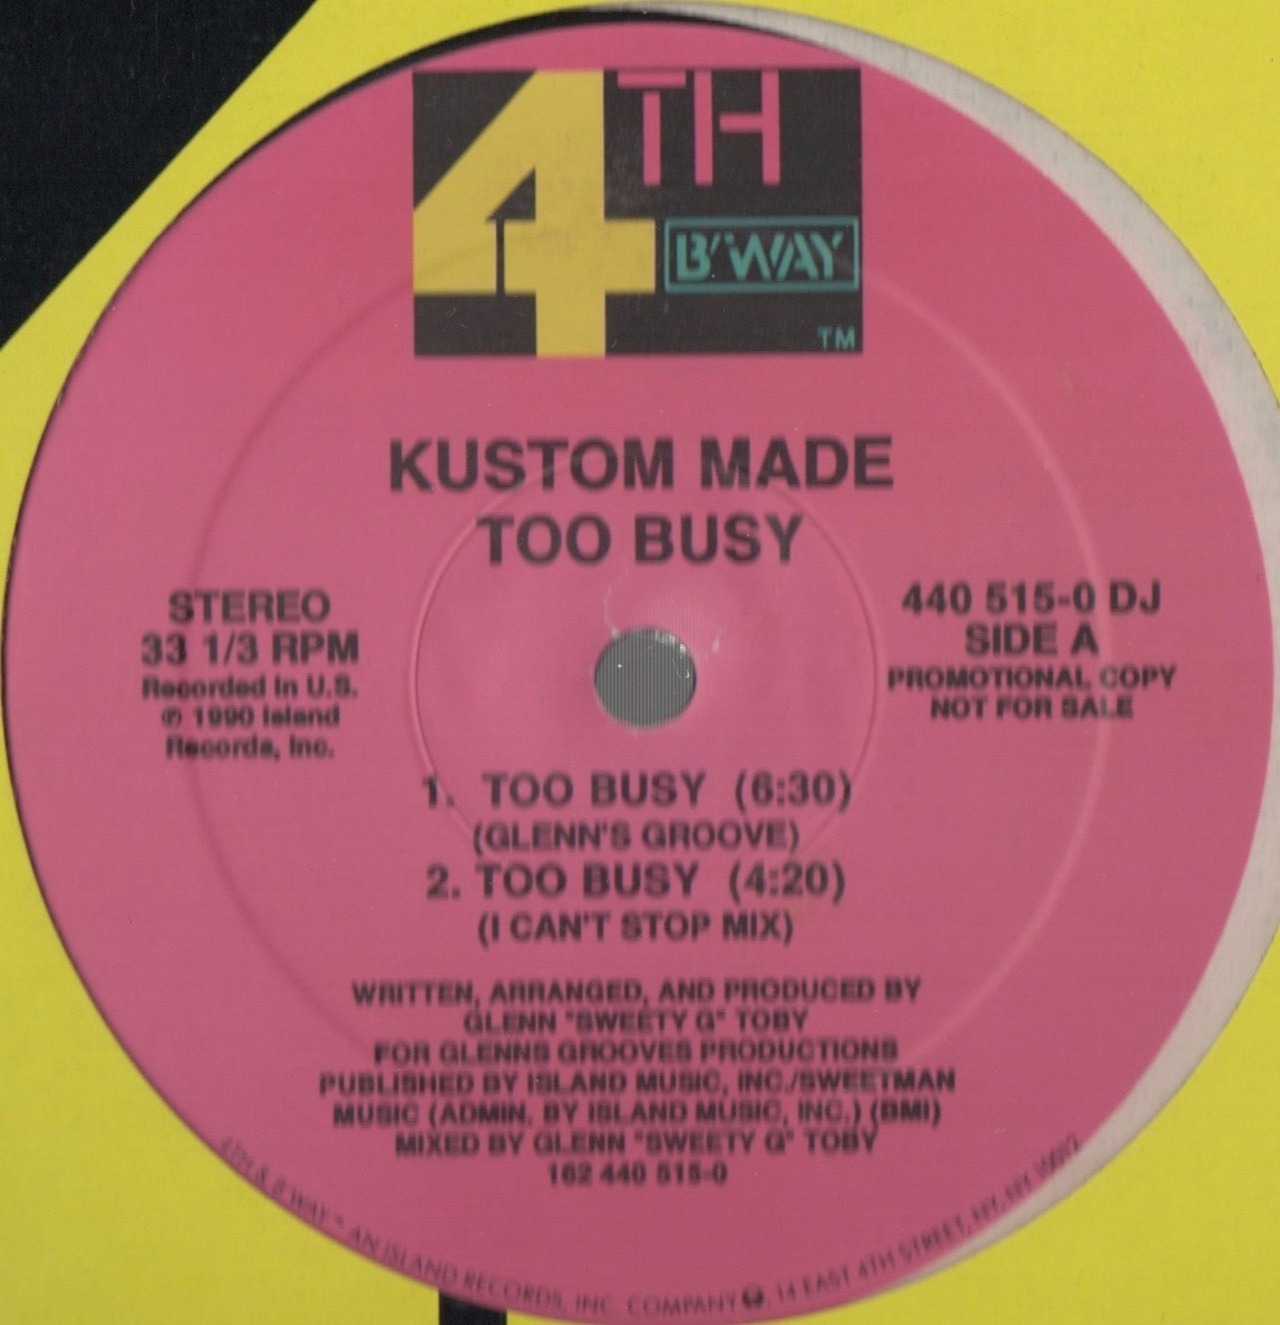 4TH
B'WAY
TM
KUSTOM MADE
TOO BUSY
STEREO
33 1/3 RPM
Recorded in U.S.
℗ 1990 Island
Records, Inc.
440 515-0 DJ
SIDE A
PROMOTIONAL COPY
NOT FOR SALE
1. TOO BUSY (6:30)
(GLENN'S GROOVE)
2. TOO BUSY (4:20)
(I CAN'T STOP MIX)
WRITTEN, ARRANGED, AND PRODUCED BY
GLENN "SWEETY G" TOBY
FOR GLENNS GROOVES PRODUCTIONS
PUBLISHED BY ISLAND MUSIC, INC./SWEETMAN
MUSIC (ADMIN. BY ISLAND MUSIC, INC.) (BMI)
MIXED BY GLENN "SWEETY G" TOBY
162 440 515-0
4TH & B'WAY™ AN ISLAND RECORDS, INC. COMPANY, 14 EAST 4TH STREET, NY, NY 10012